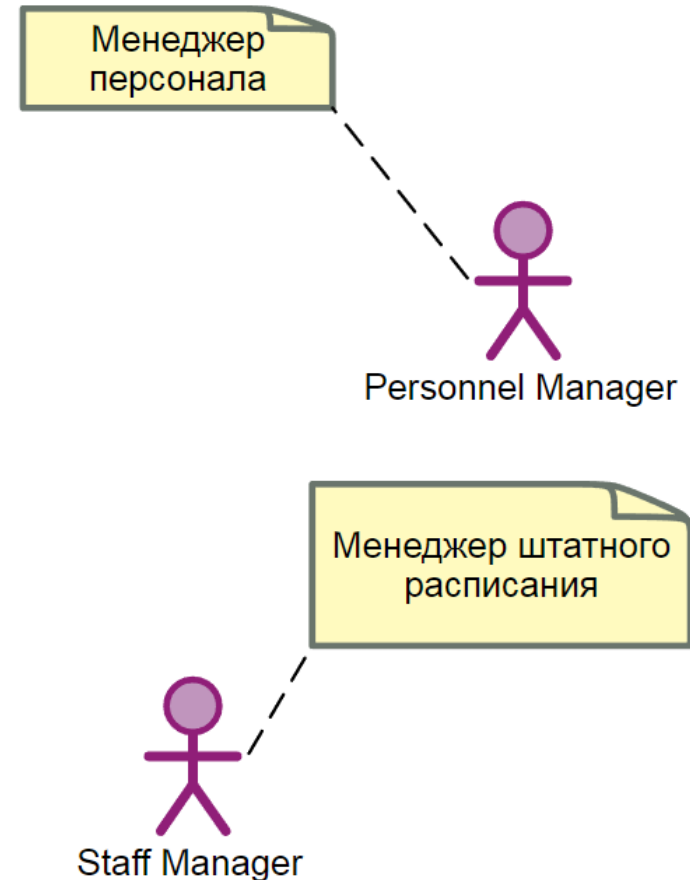 Менеджер
персонала
Personnel Manager
Менеджер штатного
расписания
Staff Manager